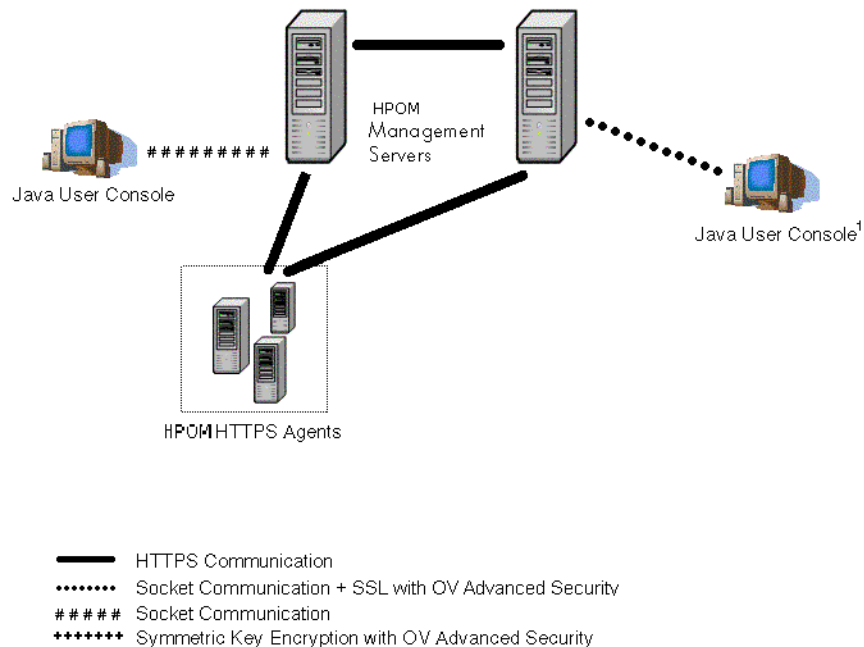 HPOM
Management
Servers
#########
Java User Console
Java User Console†
HPOM HTTPS Agents
HTTPS Communication
Socket Communication + SSL with OV Advanced Security
##### Socket Communication
+++++++ Symmetric Key Encryption with OV Advanced Security